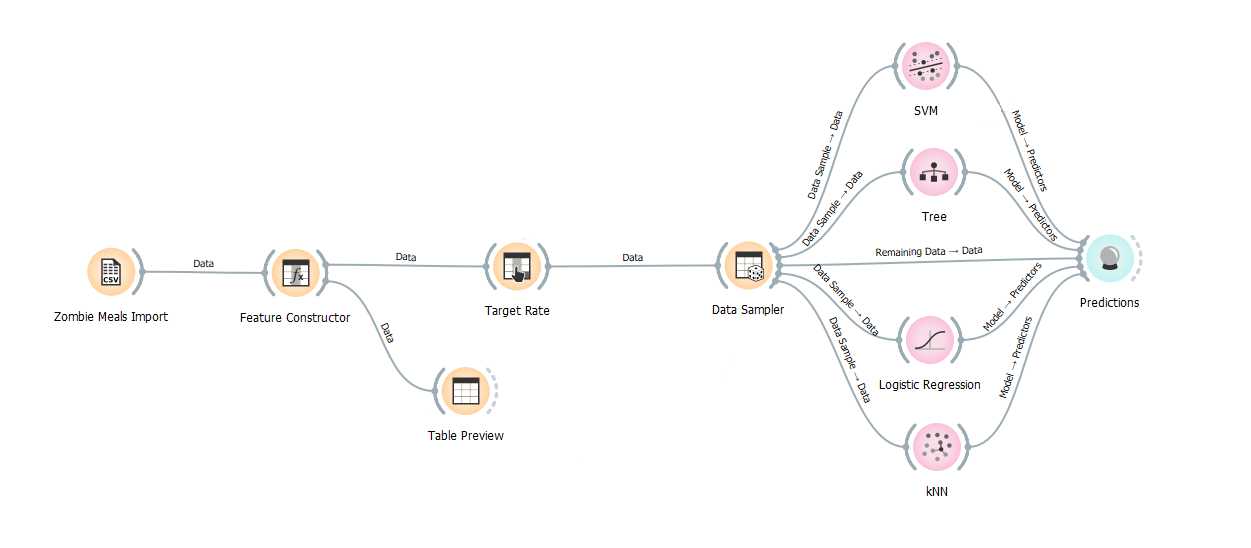 SVM
Data Sample → Data
Model → Predictors
Tree
Data Sample → Data
Model → Predictors
CSV
Zombie Meals Import
Data
fx
Feature Constructor
Data
Target Rate
Data
Data Sampler
Remaining Data → Data
Predictions
Data
Table Preview
Data Sample → Data
Model → Predictors
Logistic Regression
Data Sample → Data
Model → Predictors
kNN